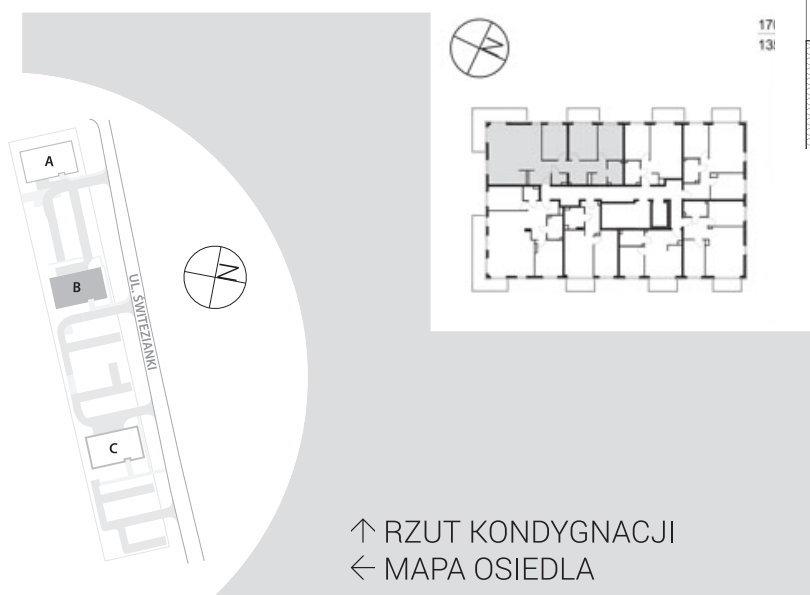 A
B
C
UL. ŚWITEZIANKI
N
N
↑ RZUT KONDYGNACJI
← MAPA OSIEDLA